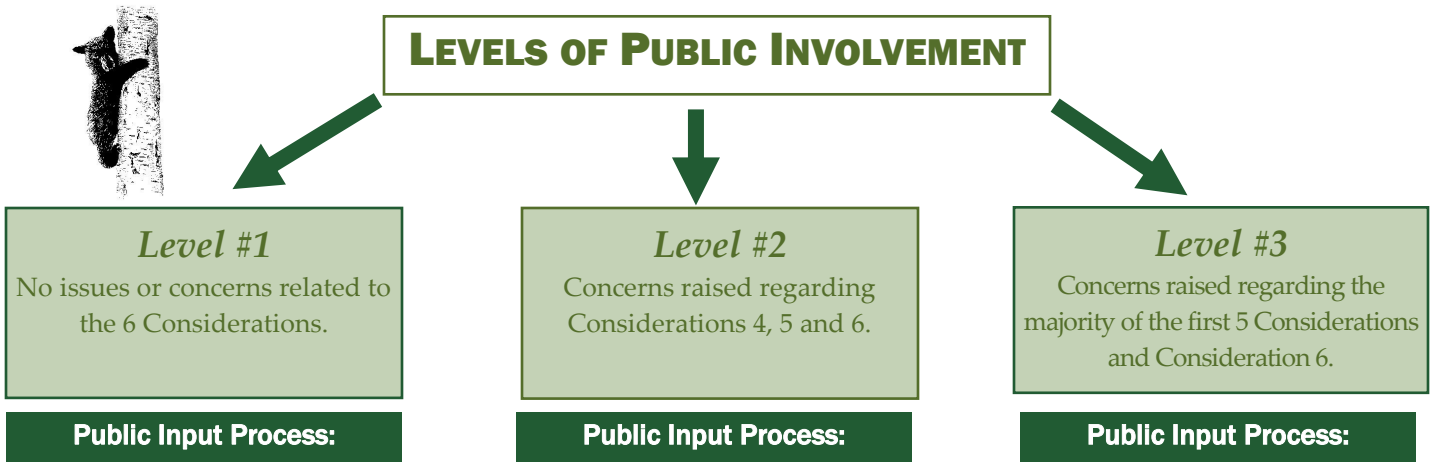 LEVELS OF PUBLIC INVOLVEMENT
Level #1
No issues or concerns related to
the 6 Considerations.
Public Input Process:
Level #2
Concerns raised regarding
Considerations 4, 5 and 6.
Public Input Process:
Level #3
Concerns raised regarding the
majority of the first 5 Considerations
and Consideration 6.
Public Input Process: